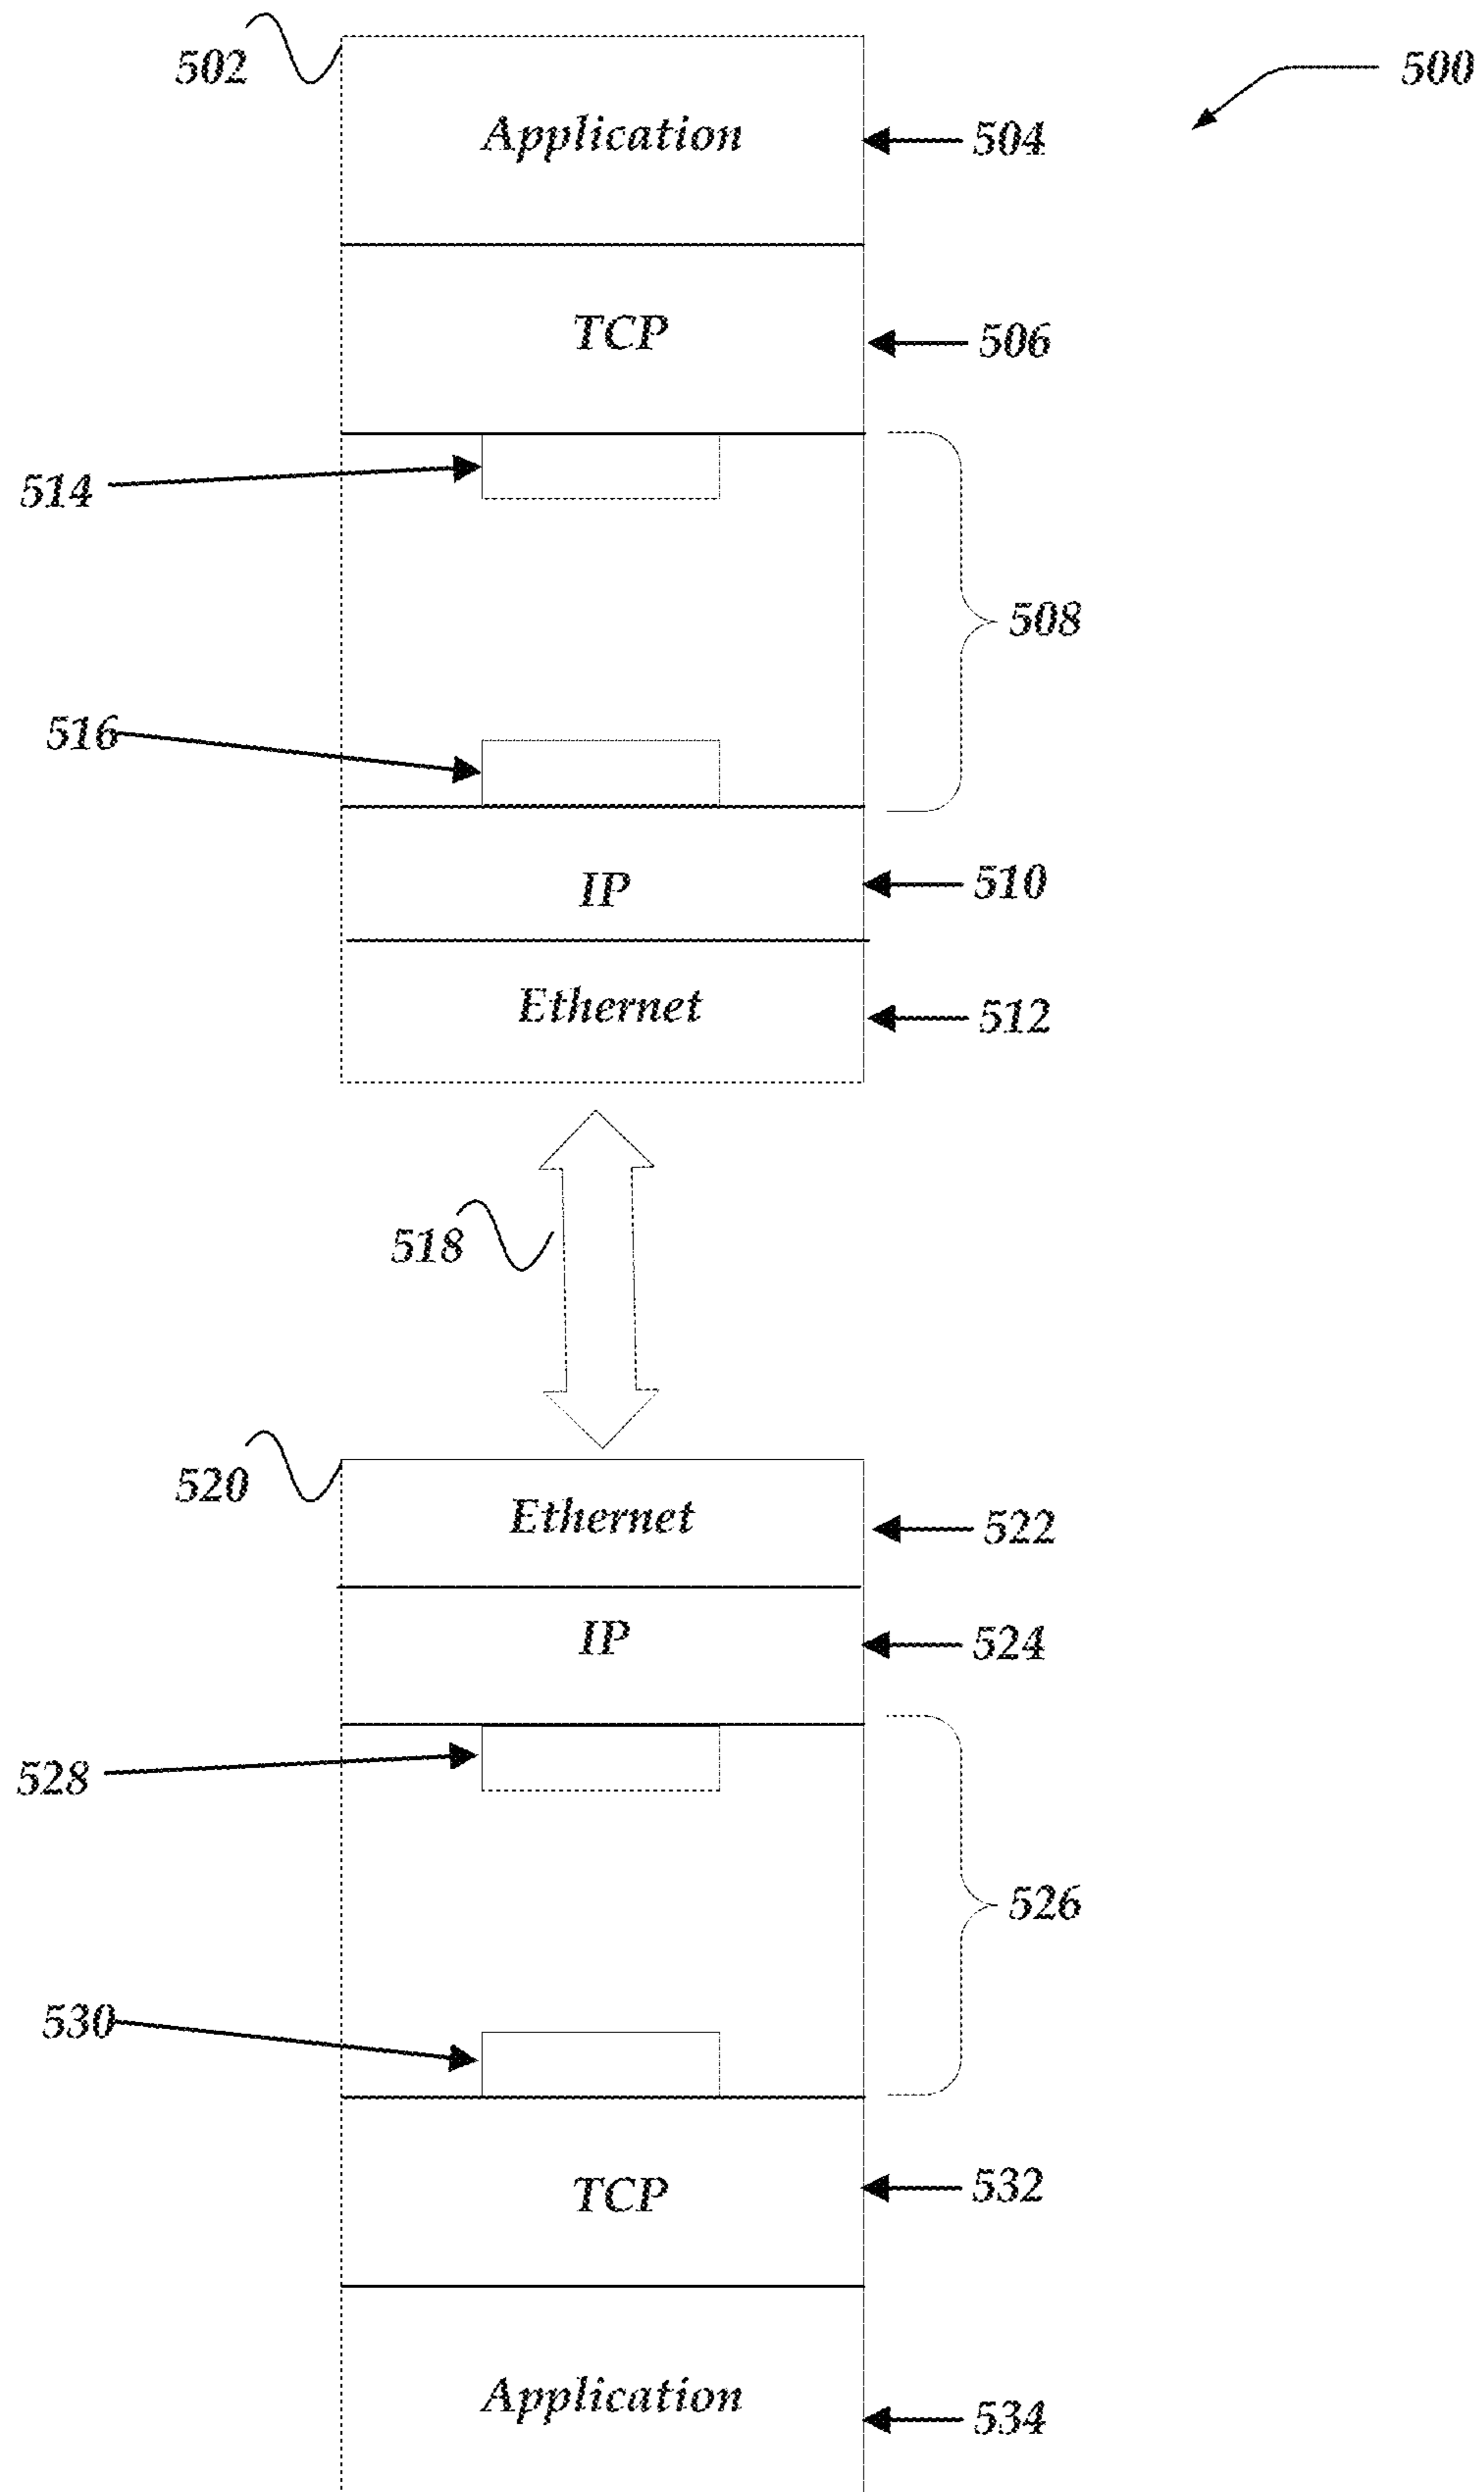 502
500
Application
504
TCP
506
514
508
516
IP
510
Ethernet
512
518
520
Ethernet
522
IP
524
528
526
530
TCP
532
Application
534